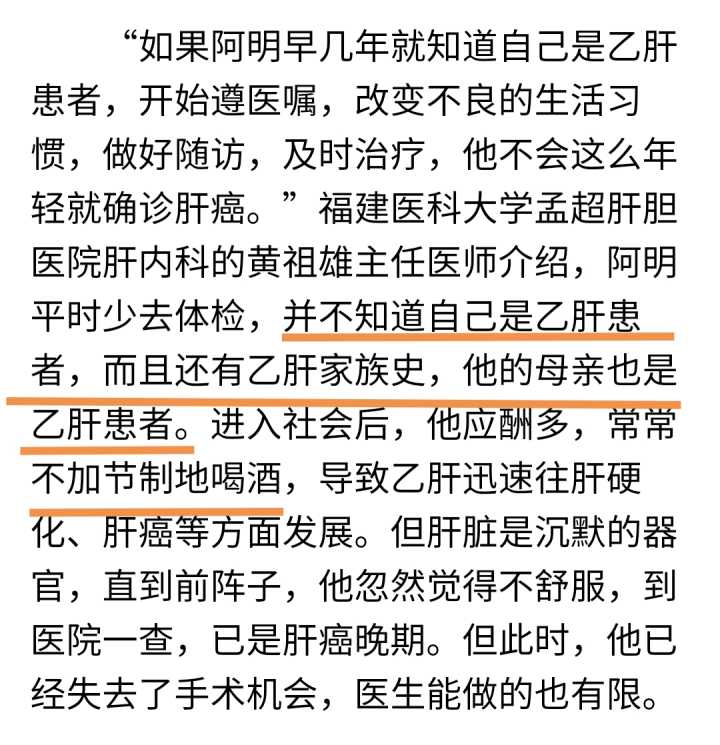 “如果阿明早几年就知道自己是乙肝
患者，开始遵医嘱，改变不良的生活习
惯，做好随访，及时治疗，他不会这么年
轻就确诊肝癌。”福建医科大学孟超肝胆
医院肝内科的黄祖雄主任医师介绍，阿明
平时少去体检，并不知道自己是乙肝患
者，而且还有乙肝家族史，他的母亲也是
乙肝患者。进入社会后，他应酬多，常常
不加节制地喝酒，导致乙肝迅速往肝硬
化、肝癌等方面发展。但肝脏是沉默的器
官，直到前阵子，他忽然觉得不舒服，到
医院一查，已是肝癌晚期。但此时，他已
经失去了手术机会，医生能做的也有限。